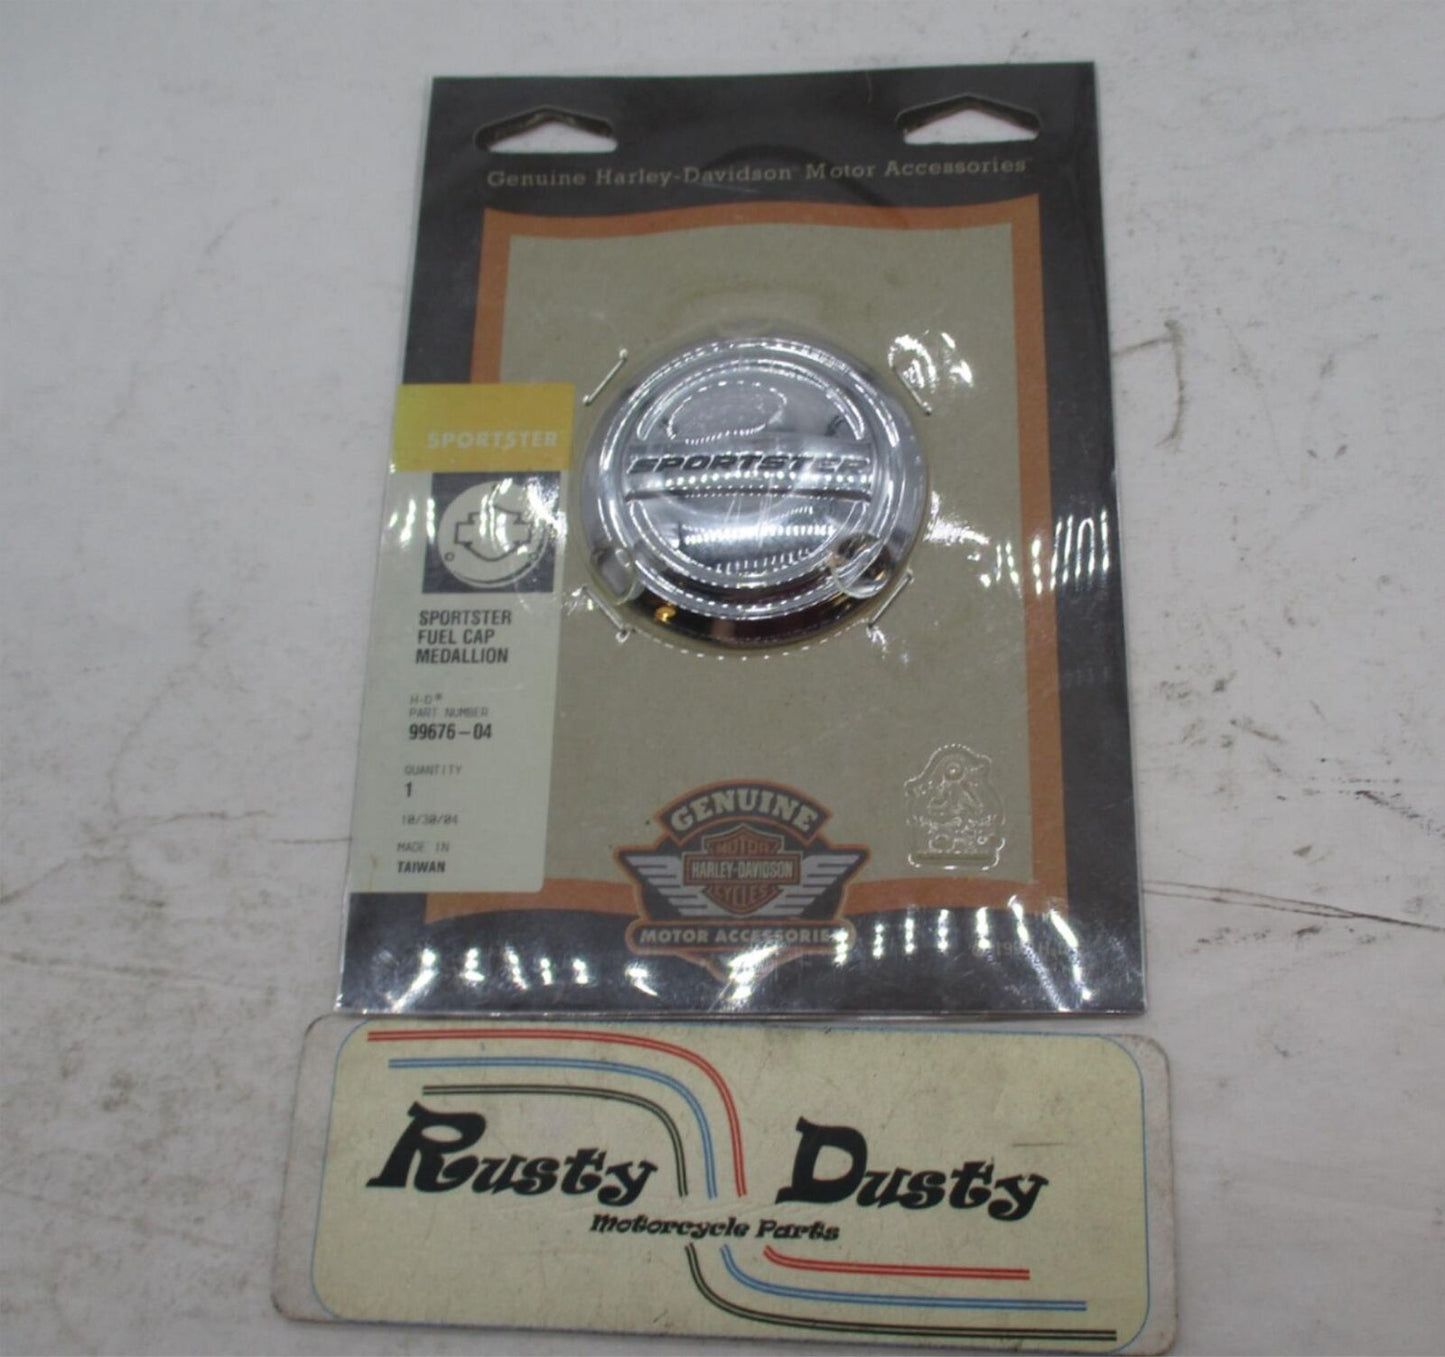 Genuine Harley-Davidson Motor Accessories
SPORTSTER
SPORTSTER
SPORTSTER
FUEL CAP
MEDALLION
H-D®
PART NUMBER
99676-04
QUANTITY
1
10/30/04
MADE IN
TAIWAN
GENUINE
MOTOR
HARLEY-DAVIDSON
CYCLES
MOTOR ACCESSORIES
Rusty Dusty
Motorcycle Parts